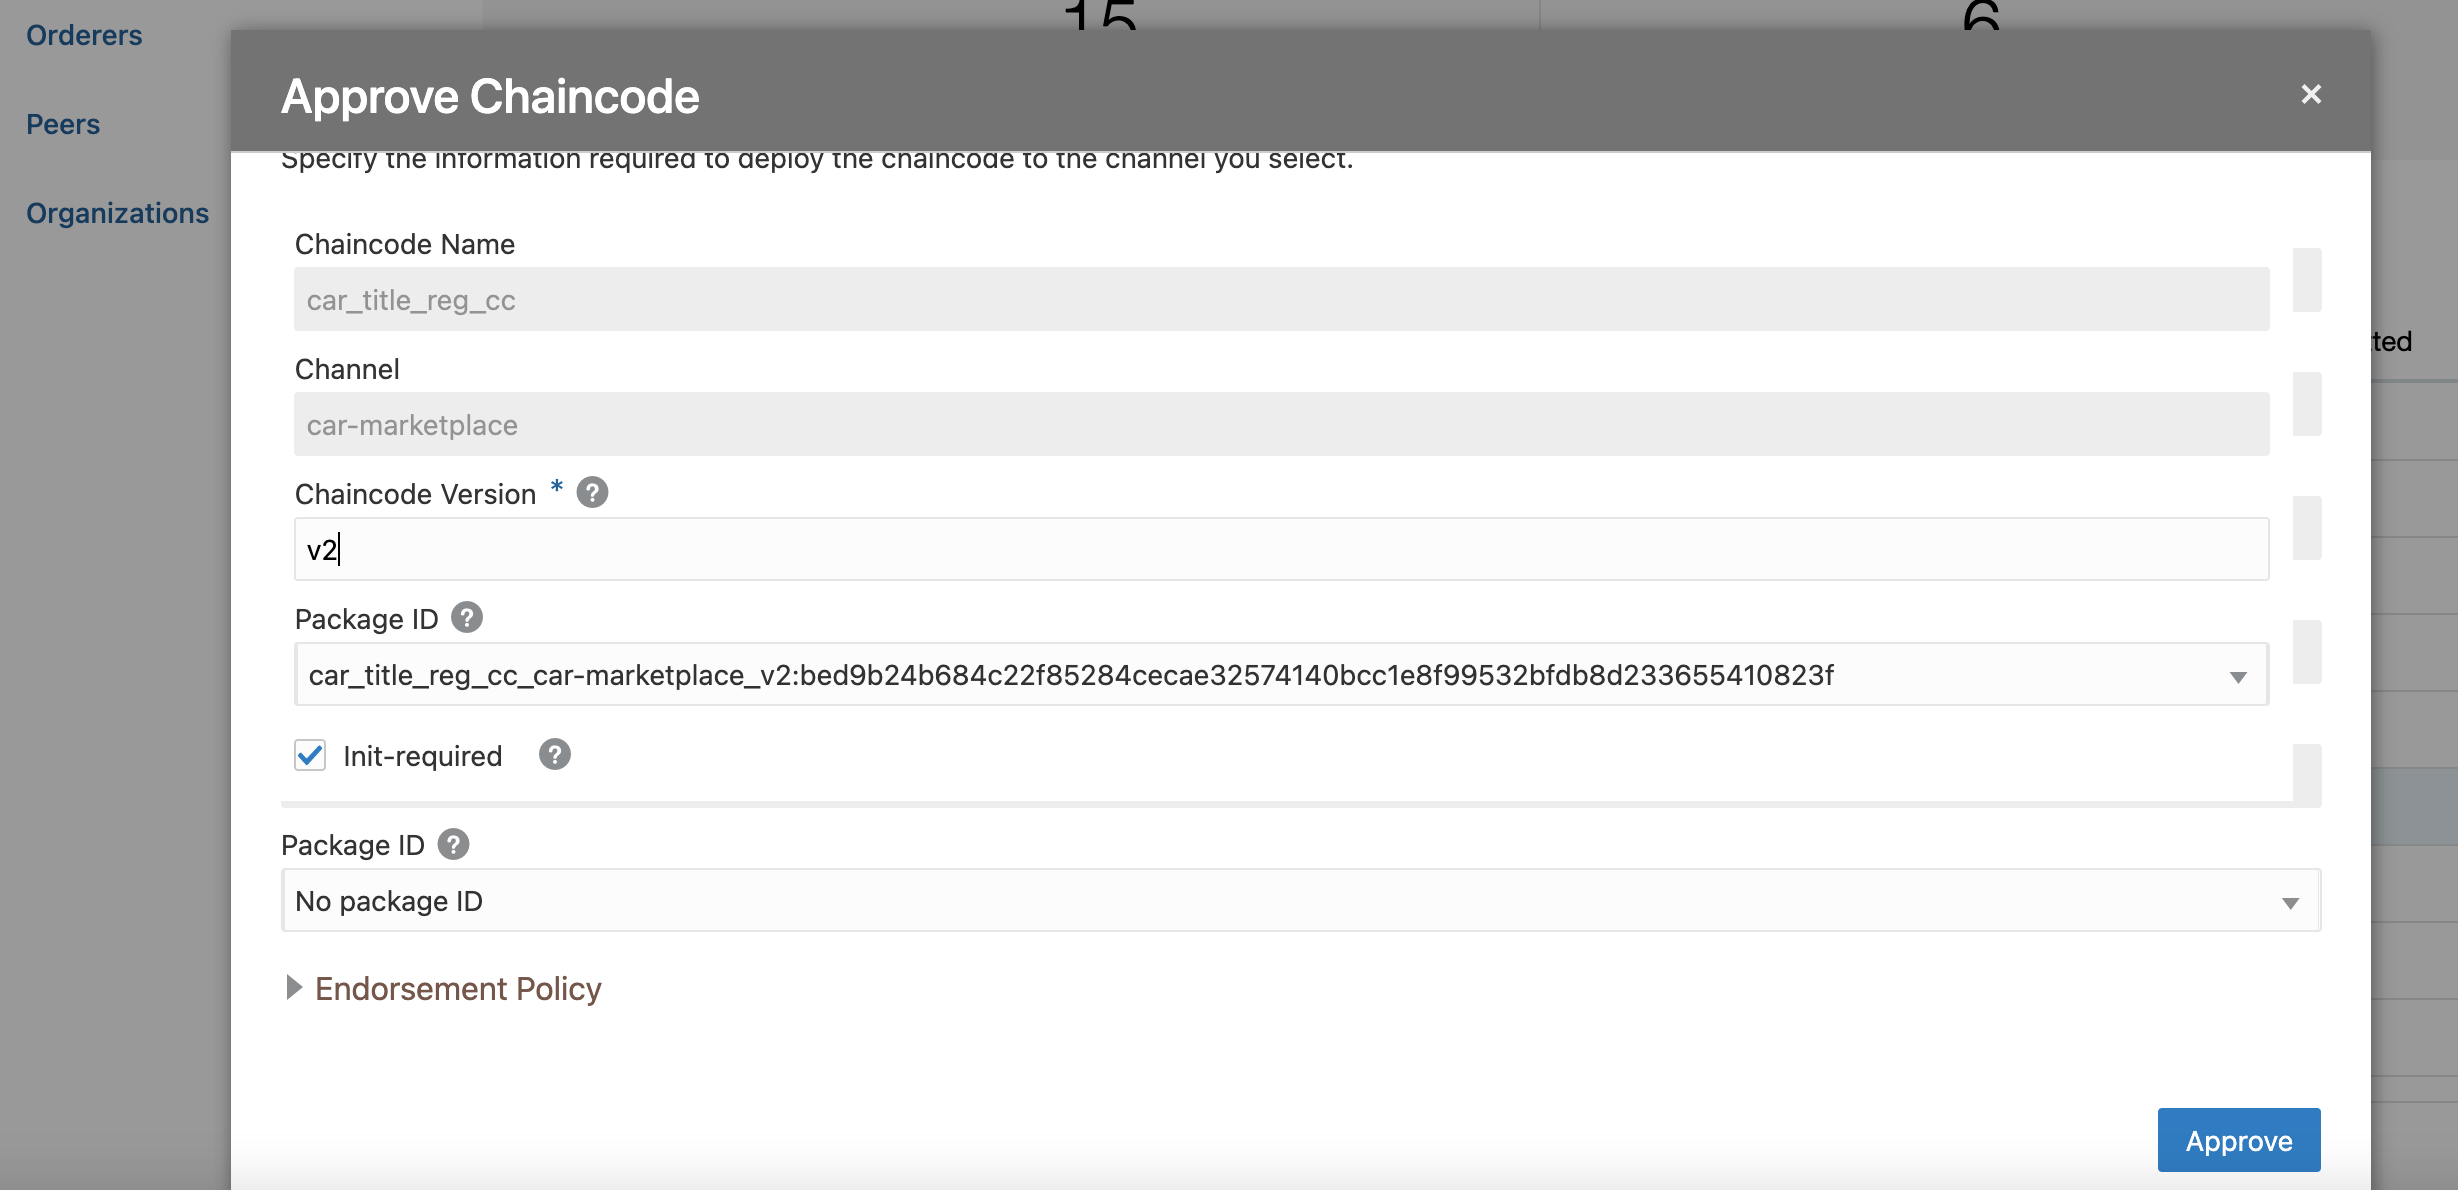 15
6
Orderers
Peers
Organizations
Approve Chaincode
×
Specify the information required to deploy the chaincode to the channel you select.
Chaincode Name
car_title_reg_cc
Channel
car-marketplace
Chaincode Version * ?
v2
Package ID ?
car_title_reg_cc_car-marketplace_v2:bed9b24b684c22f85284cecae32574140bcc1e8f99532bfdb8d233655410823f
Init-required ?
Package ID ?
No package ID
Endorsement Policy
Approve